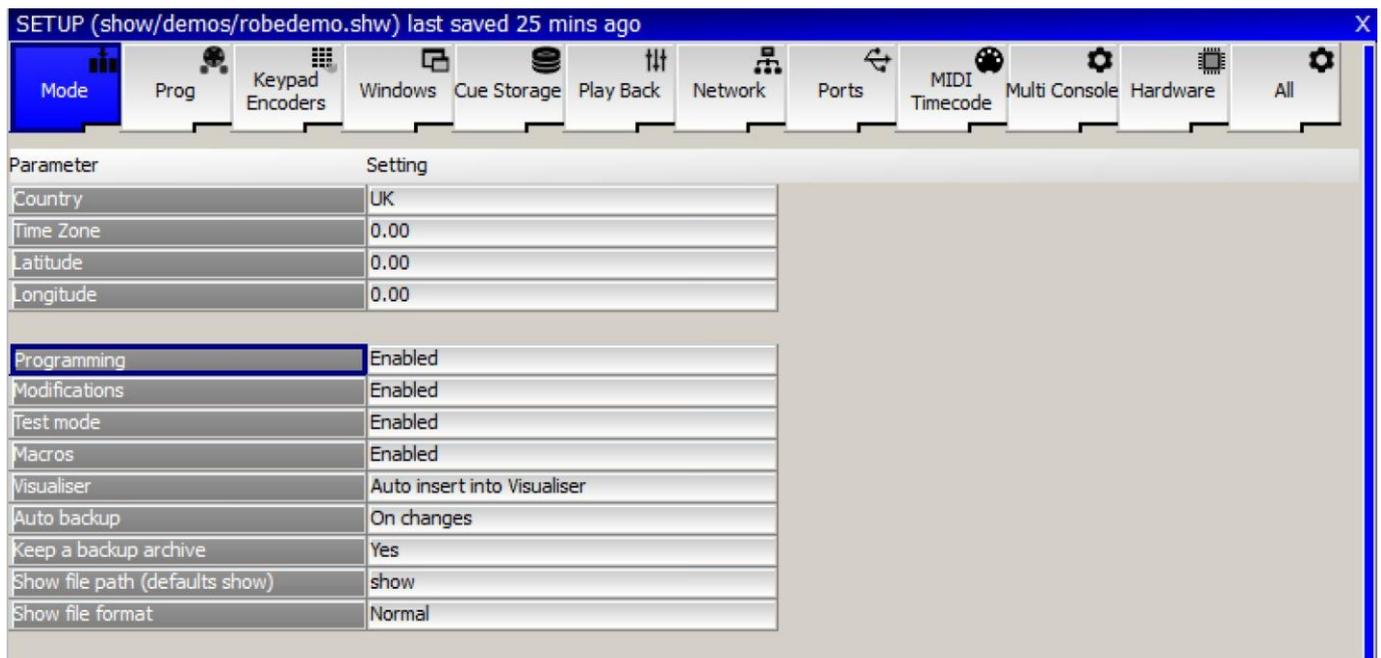 SETUP (show/demos/robedemo.shw) last saved 25 mins ago X
Mode Prog Keypad Encoders Windows Cue Storage Play Back Network Ports MIDI Timecode Multi Console Hardware All
Parameter Setting
Country UK
Time Zone 0.00
Latitude 0.00
Longitude 0.00
Programming Enabled
Modifications Enabled
Test mode Enabled
Macros Enabled
Visualiser Auto insert into Visualiser
Auto backup On changes
Keep a backup archive Yes
Show file path (defaults show) show
Show file format Normal